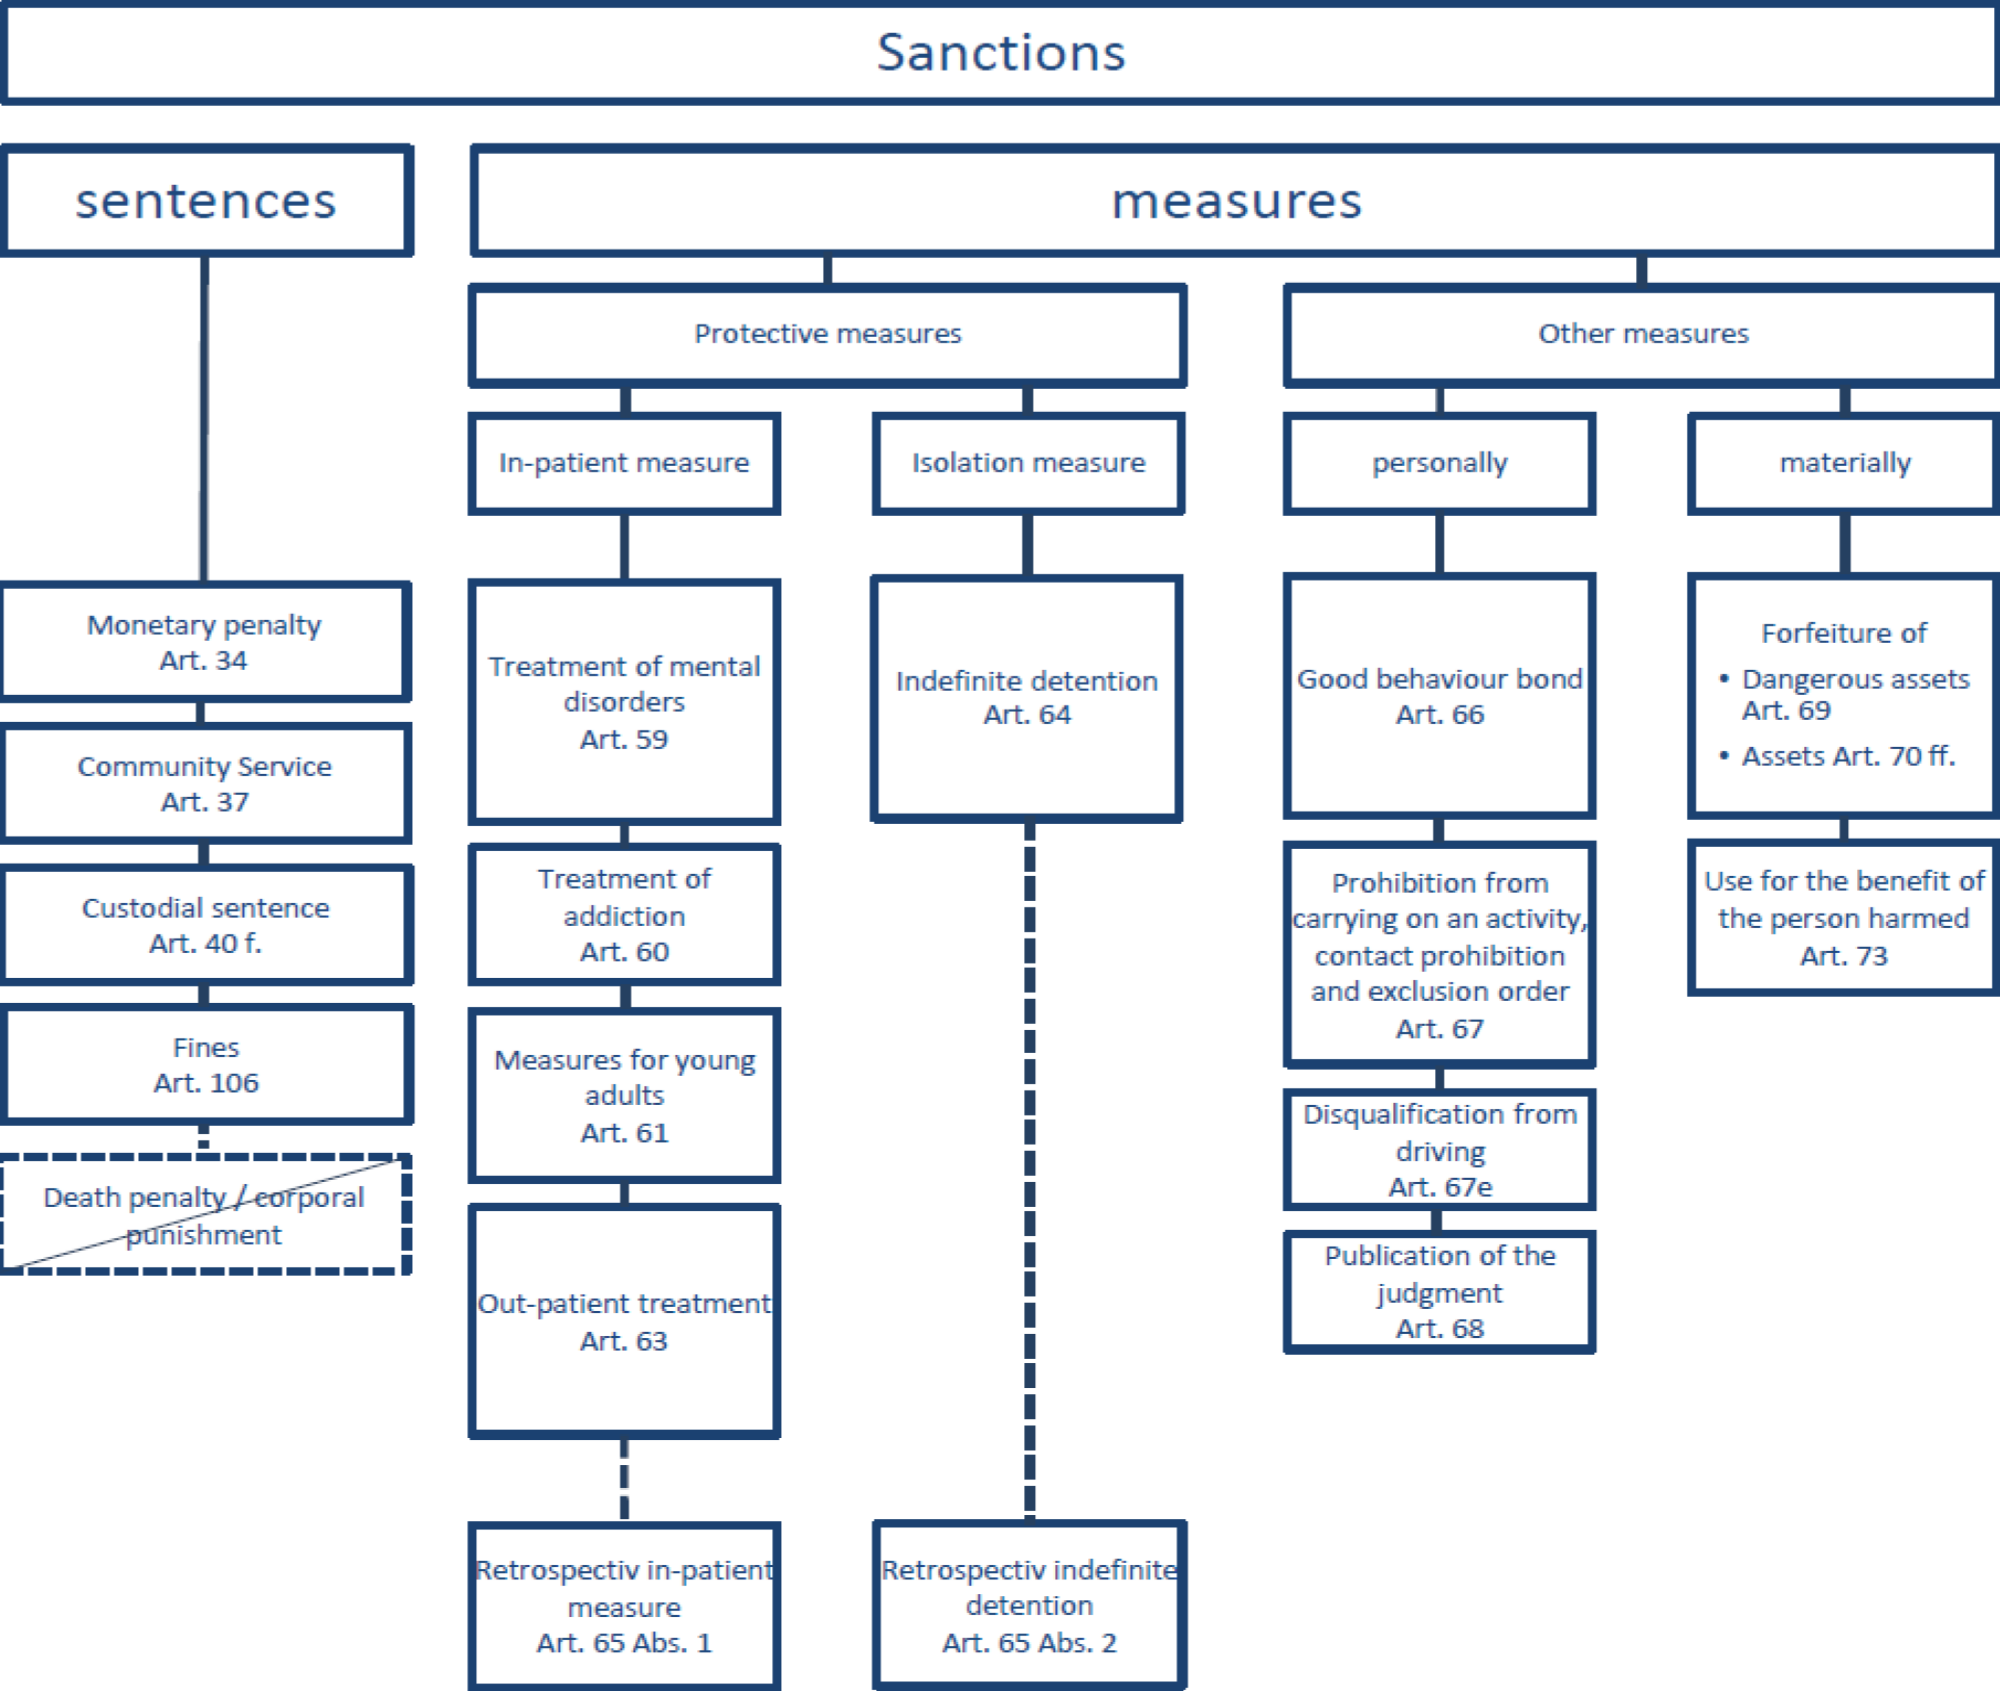 Sanctions
sentences
measures
Protective measures
Other measures
In-patient measure
Isolation measure
personally
materially
Monetary penalty
Art. 34
Community Service
Art. 37
Custodial sentence
Art. 40 f.
Fines
Art. 106
Death penalty / corporal
punishment
Treatment of mental
disorders
Art. 59
Treatment of
addiction
Art. 60
Measures for young
adults
Art. 61
Out-patient treatment
Art. 63
Retrospectiv in-patient
measure
Art. 65 Abs. 1
Indefinite detention
Art. 64
Retrospectiv indefinite
detention
Art. 65 Abs. 2
Good behaviour bond
Art. 66
Prohibition from
carrying on an activity,
contact prohibition
and exclusion order
Art. 67
Disqualification from
driving
Art. 67e
Publication of the
judgment
Art. 68
Forfeiture of
• Dangerous assets
Art. 69
• Assets Art. 70 ff.
Use for the benefit of
the person harmed
Art. 73